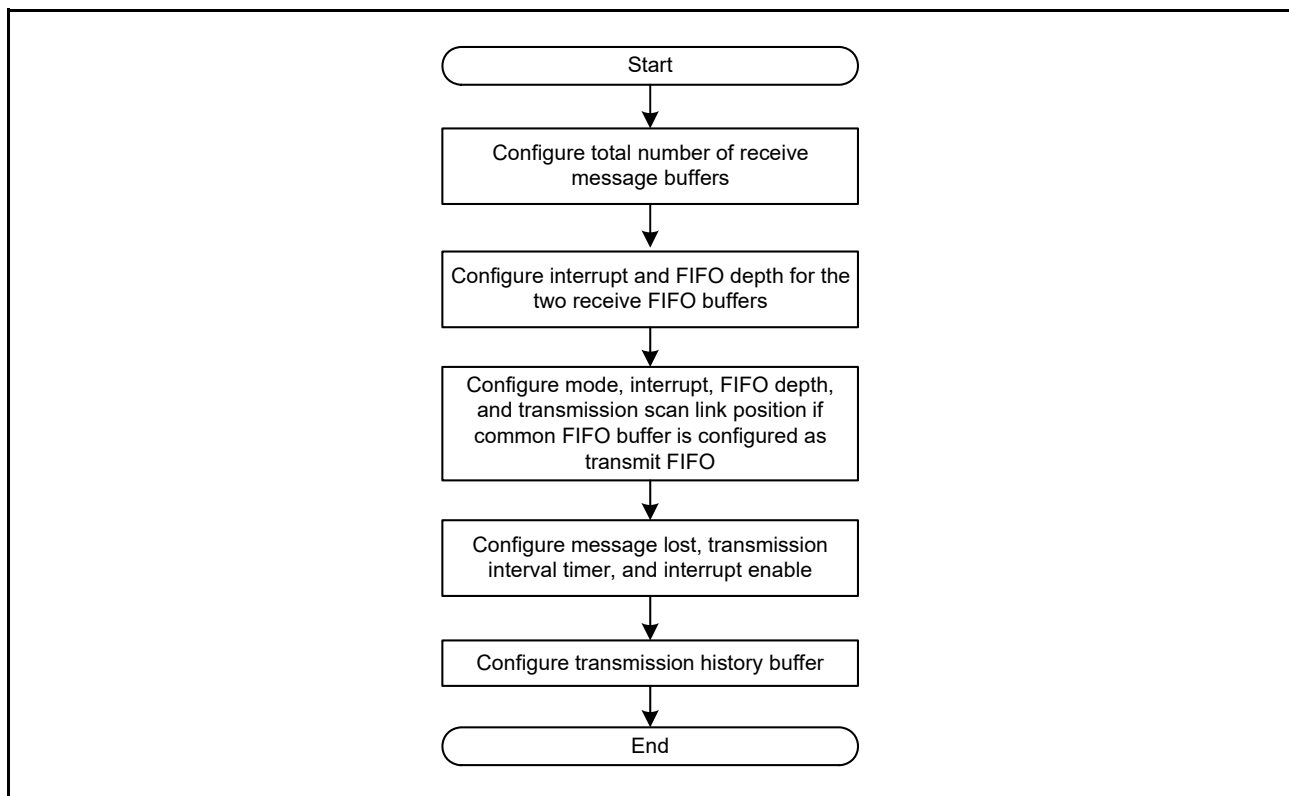 Start
Configure total number of receive
message buffers
Configure interrupt and FIFO depth for the
two receive FIFO buffers
Configure mode, interrupt, FIFO depth,
and transmission scan link position if
common FIFO buffer is configured as
transmit FIFO
Configure message lost, transmission
interval timer, and interrupt enable
Configure transmission history buffer
End